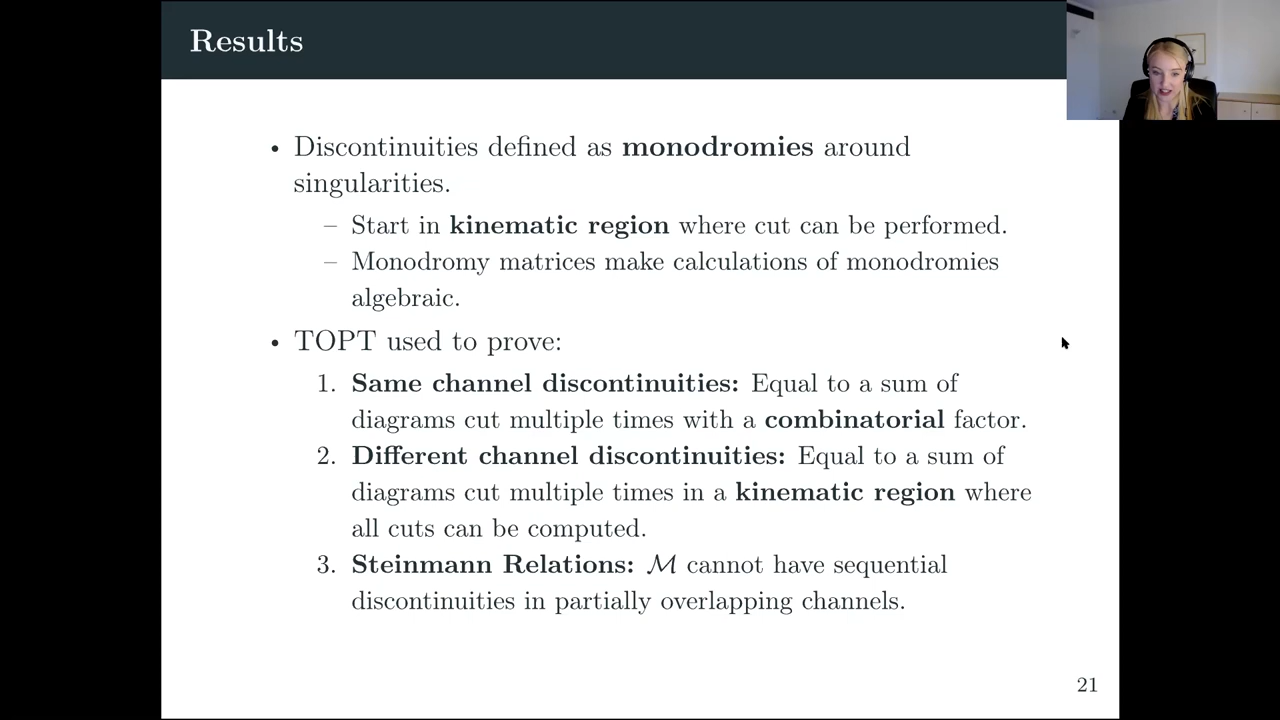 Results
• Discontinuities defined as monodromies around
singularities.
– Start in kinematic region where cut can be performed.
– Monodromy matrices make calculations of monodromies
algebraic.
• TOPT used to prove:
1. Same channel discontinuities: Equal to a sum of
diagrams cut multiple times with a combinatorial factor.
2. Different channel discontinuities: Equal to a sum of
diagrams cut multiple times in a kinematic region where
all cuts can be computed.
3. Steinmann Relations: ℳ cannot have sequential
discontinuities in partially overlapping channels.
21